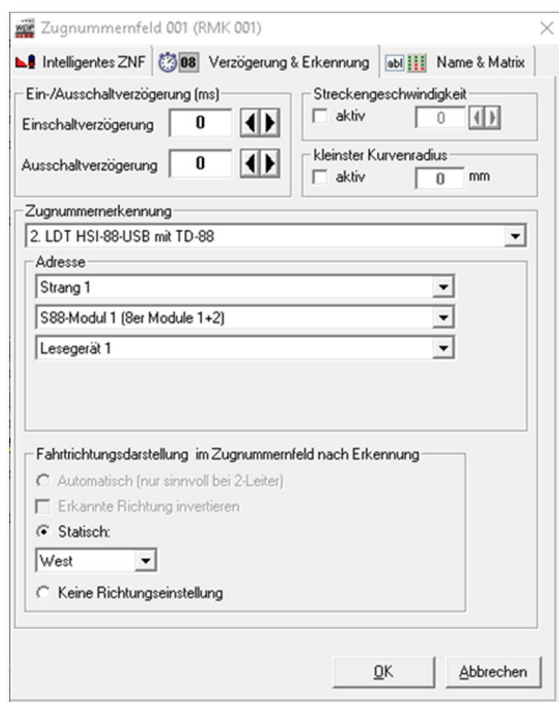 Zugnummernfeld 001 (RMK 001)
Intelligentes ZNF
08 Verzögerung & Erkennung
abl Name & Matrix
Ein-/Ausschaltverzögerung (ms)
Einschaltverzögerung 0
Ausschaltverzögerung 0
Streckengeschwindigkeit
aktiv 0
kleinster Kurvenradius
aktiv 0 mm
Zugnummernerkennung
2. LDT HSI-88-USB mit TD-88
Adresse
Strang 1
S88-Modul 1 (8er Module 1+2)
Lesegerät 1
Fahrtrichtungsdarstellung im Zugnummernfeld nach Erkennung
Automatisch (nur sinnvoll bei 2-Leiter)
Erkannte Richtung invertieren
Statisch:
West
Keine Richtungseinstellung
OK Abbrechen